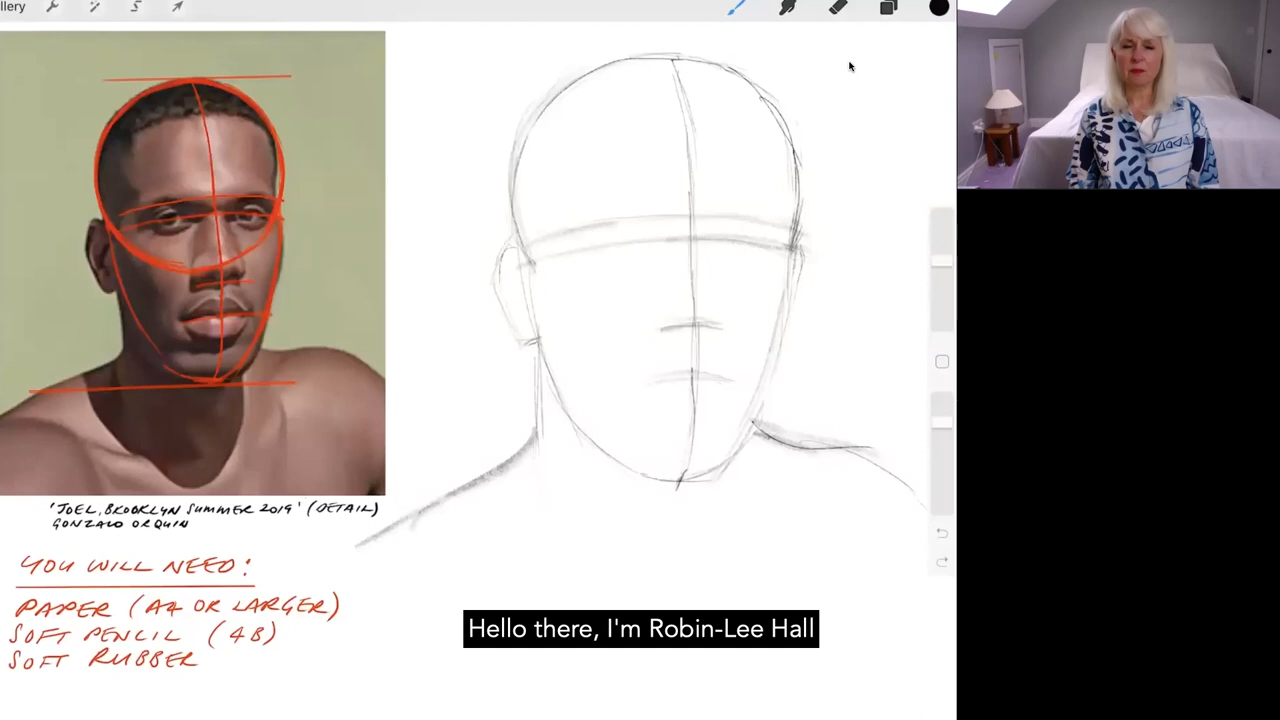 llery
'JOEL, BROOKLYN SUMMER 2019' (DETAIL)
GONZALO ORQUIN
YOU WILL NEED:
PAPER (A4 OR LARGER)
SOFT PENCIL (4B)
SOFT RUBBER
Hello there, I'm Robin-Lee Hall